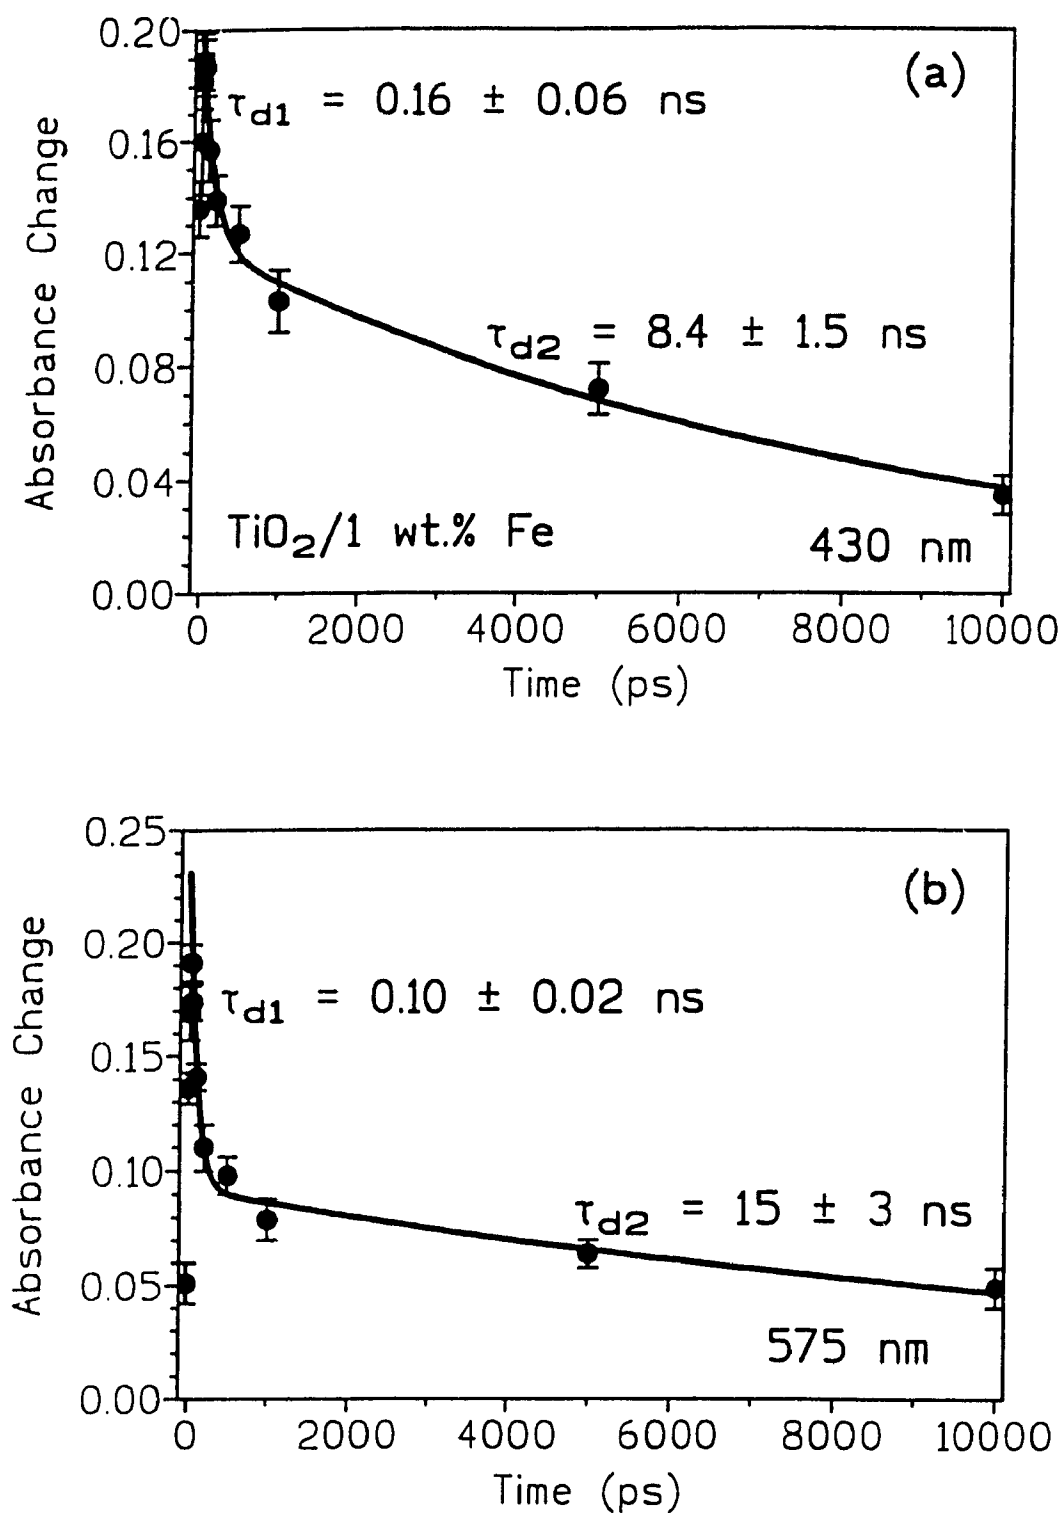 (a)
τd1 = 0.16 ± 0.06 ns
τd2 = 8.4 ± 1.5 ns
TiO2/1 wt.% Fe
430 nm
Absorbance Change
0.20
0.16
0.12
0.08
0.04
0.00
0 2000 4000 6000 8000 10000
Time (ps)
(b)
τd1 = 0.10 ± 0.02 ns
τd2 = 15 ± 3 ns
575 nm
Absorbance Change
0.25
0.20
0.15
0.10
0.05
0.00
0 2000 4000 6000 8000 10000
Time (ps)